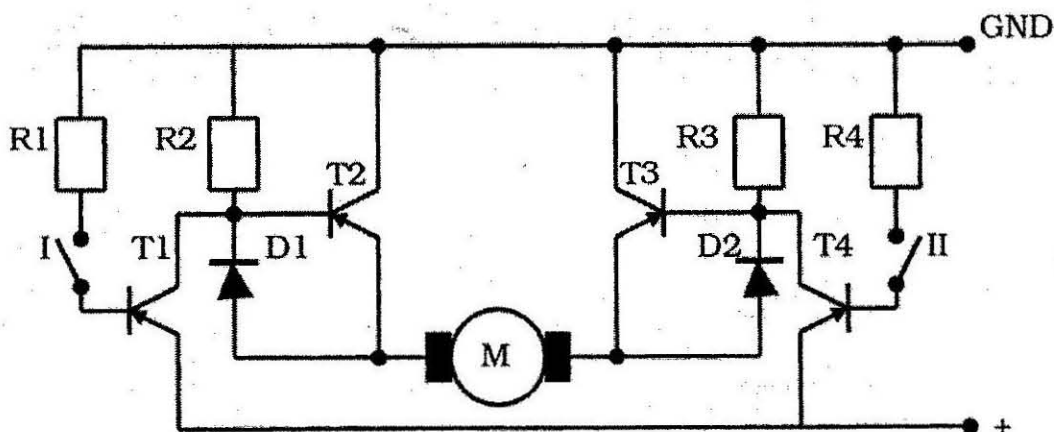 GND
R1
R2
R3
R4
T2
T3
I
T1
D1
D2
T4
II
M
+